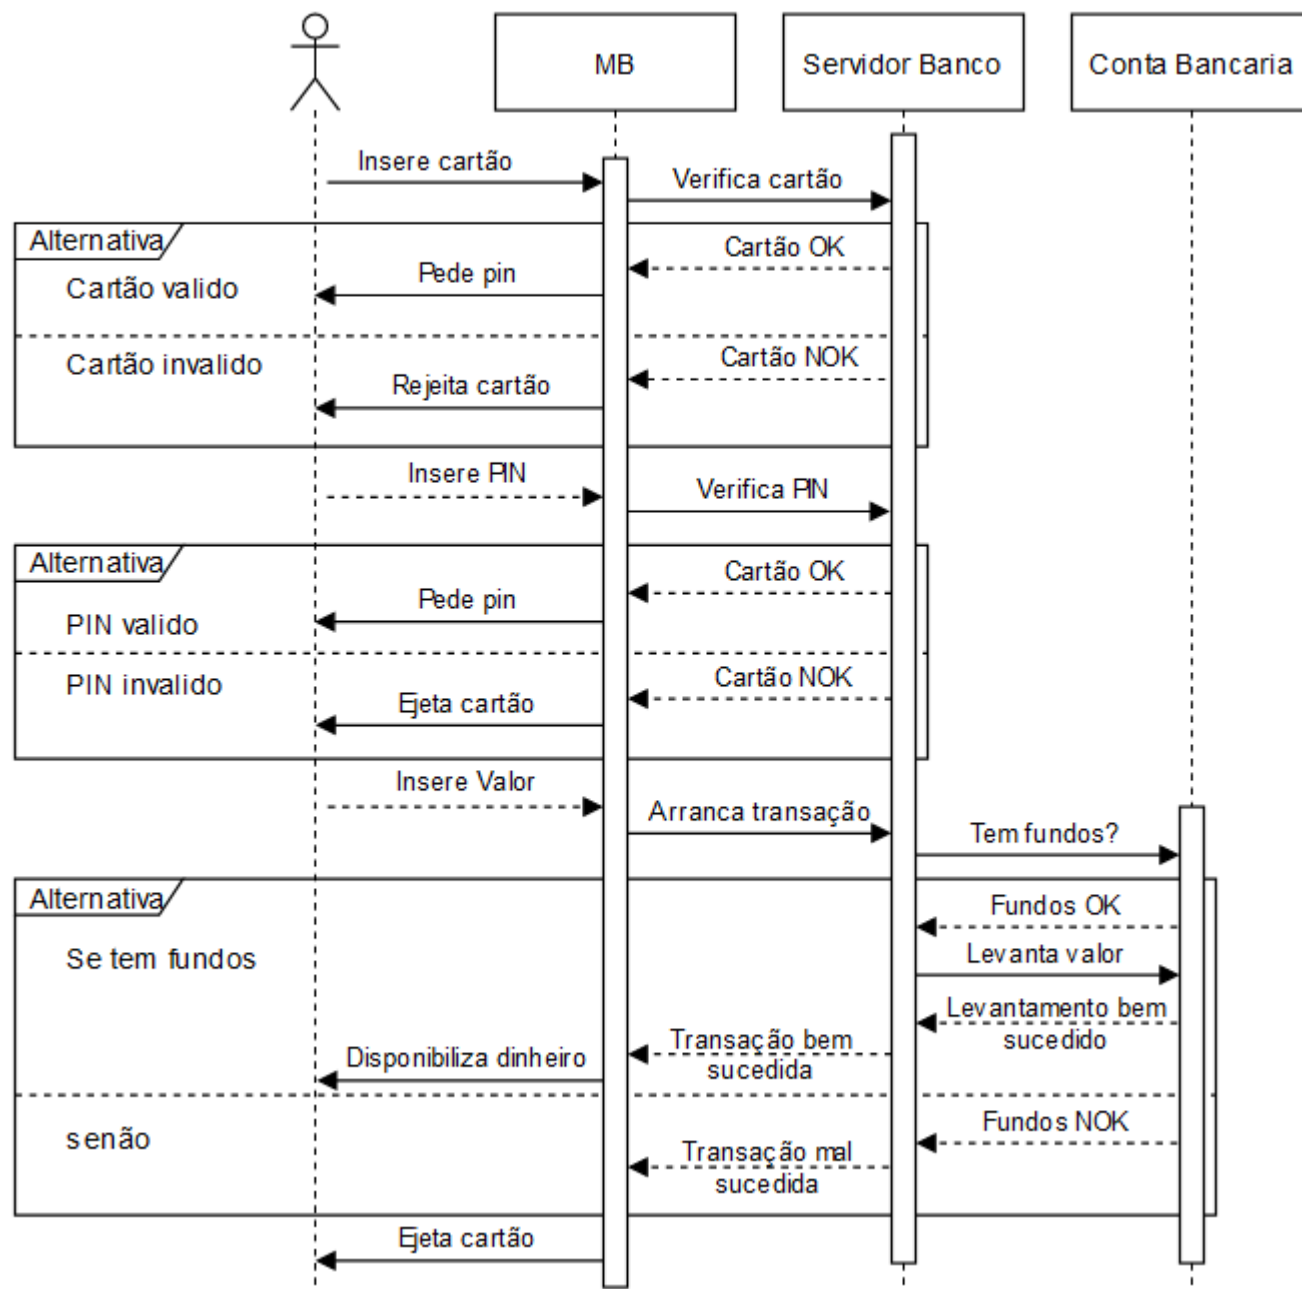 MB
Servidor Banco
Conta Bancaria
Insere cartão
Verifica cartão
Alternativa
Cartão OK
Pede pin
Cartão valido
Cartão NOK
Cartão invalido
Rejeita cartão
Insere PIN
Verifica PIN
Alternativa
Cartão OK
Pede pin
PIN valido
Cartão NOK
PIN invalido
Ejeta cartão
Insere Valor
Arranca transação
Tem fundos?
Alternativa
Fundos OK
Se tem fundos
Levanta valor
Levantamento bem
sucedido
Transação bem
sucedida
Disponibiliza dinheiro
Fundos NOK
senão
Transação mal
sucedida
Ejeta cartão